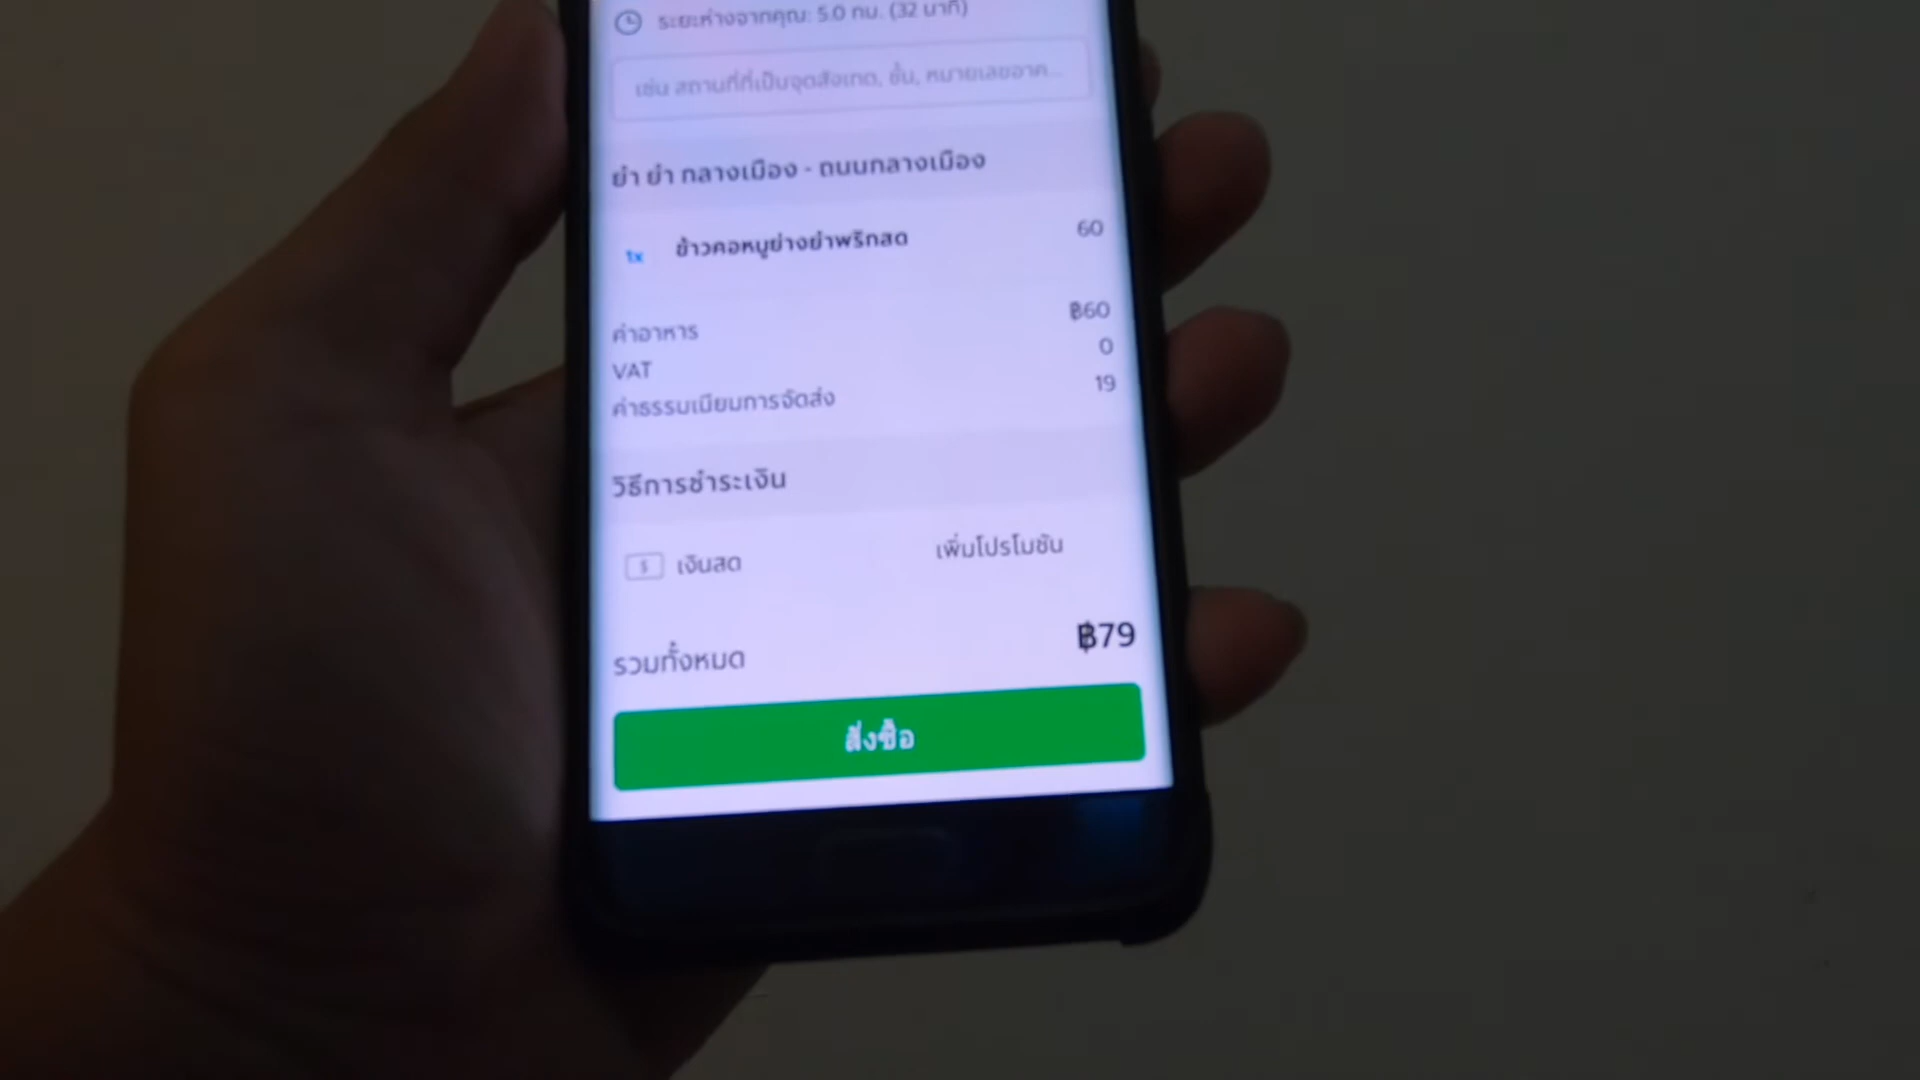 ระยะห่างจากคุณ: 5.0 กม. (32 นาที)
เช่น สถานที่ที่เป็นจุดสังเกต, ชั้น, หมายเลขอาค...
ยำ ยำ กลางเมือง - ถนนกลางเมือง
1x ข้าวคอหมูย่างยำพริกสด 60
ค่าอาหาร ฿60
VAT 0
ค่าธรรมเนียมการจัดส่ง 19
วิธีการชำระเงิน
$ เงินสด เพิ่มโปรโมชัน
รวมทั้งหมด ฿79
สั่งซื้อ